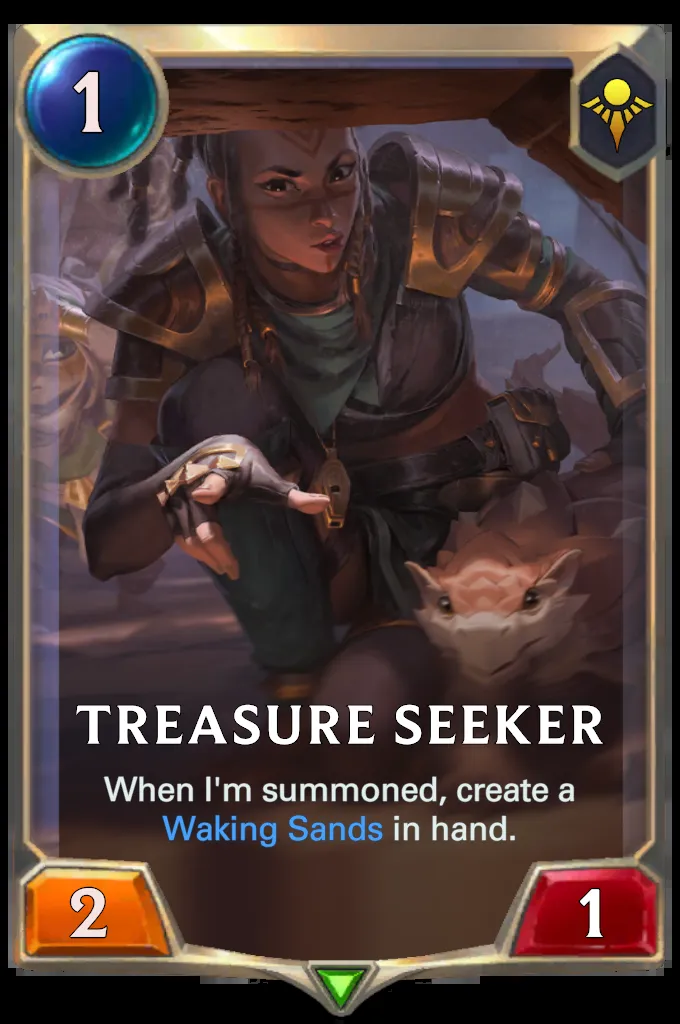 1
TREASURE SEEKER
When I'm summoned, create a
Waking Sands in hand.
2
1